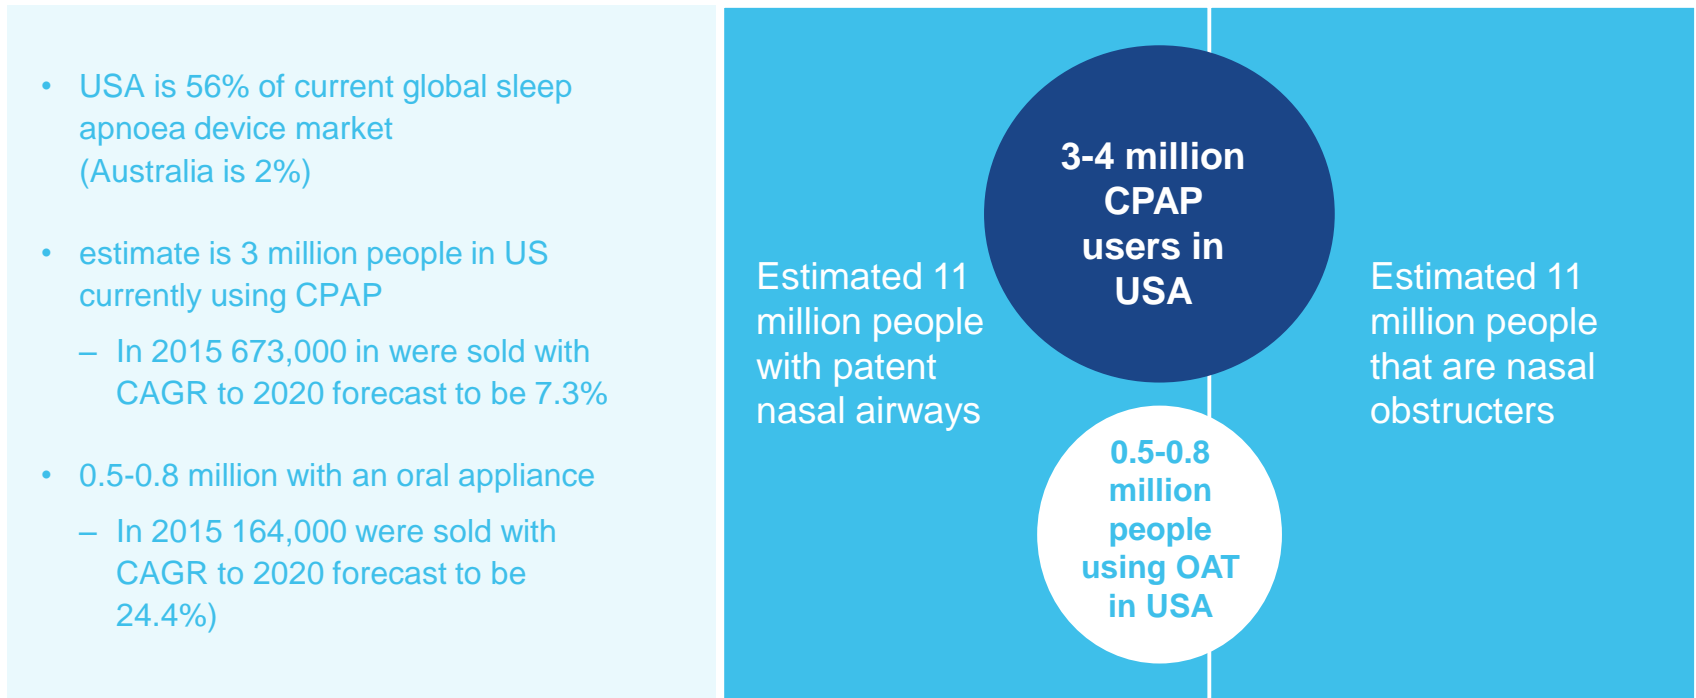 • USA is 56% of current global sleep
apnoea device market
(Australia is 2%)
• estimate is 3 million people in US
currently using CPAP
– In 2015 673,000 in were sold with
CAGR to 2020 forecast to be 7.3%
• 0.5-0.8 million with an oral appliance
– In 2015 164,000 were sold with
CAGR to 2020 forecast to be
24.4%)
Estimated 11
million people
with patent
nasal airways
3-4 million
CPAP
users in
USA
0.5-0.8
million
people
using OAT
in USA
Estimated 11
million people
that are nasal
obstructers